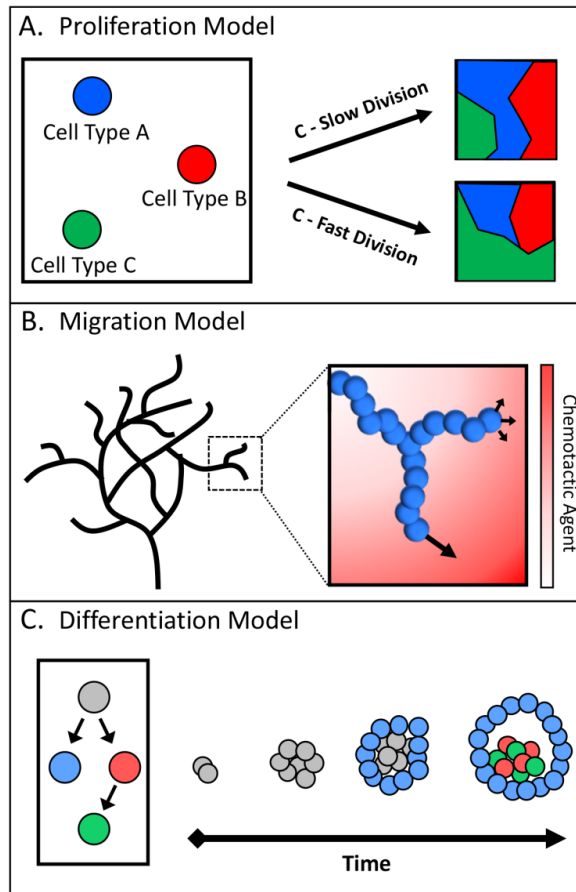 A. Proliferation Model
Cell Type A
Cell Type B
Cell Type C
C - Slow Division
C - Fast Division
B. Migration Model
Chemotactic Agent
C. Differentiation Model
Time